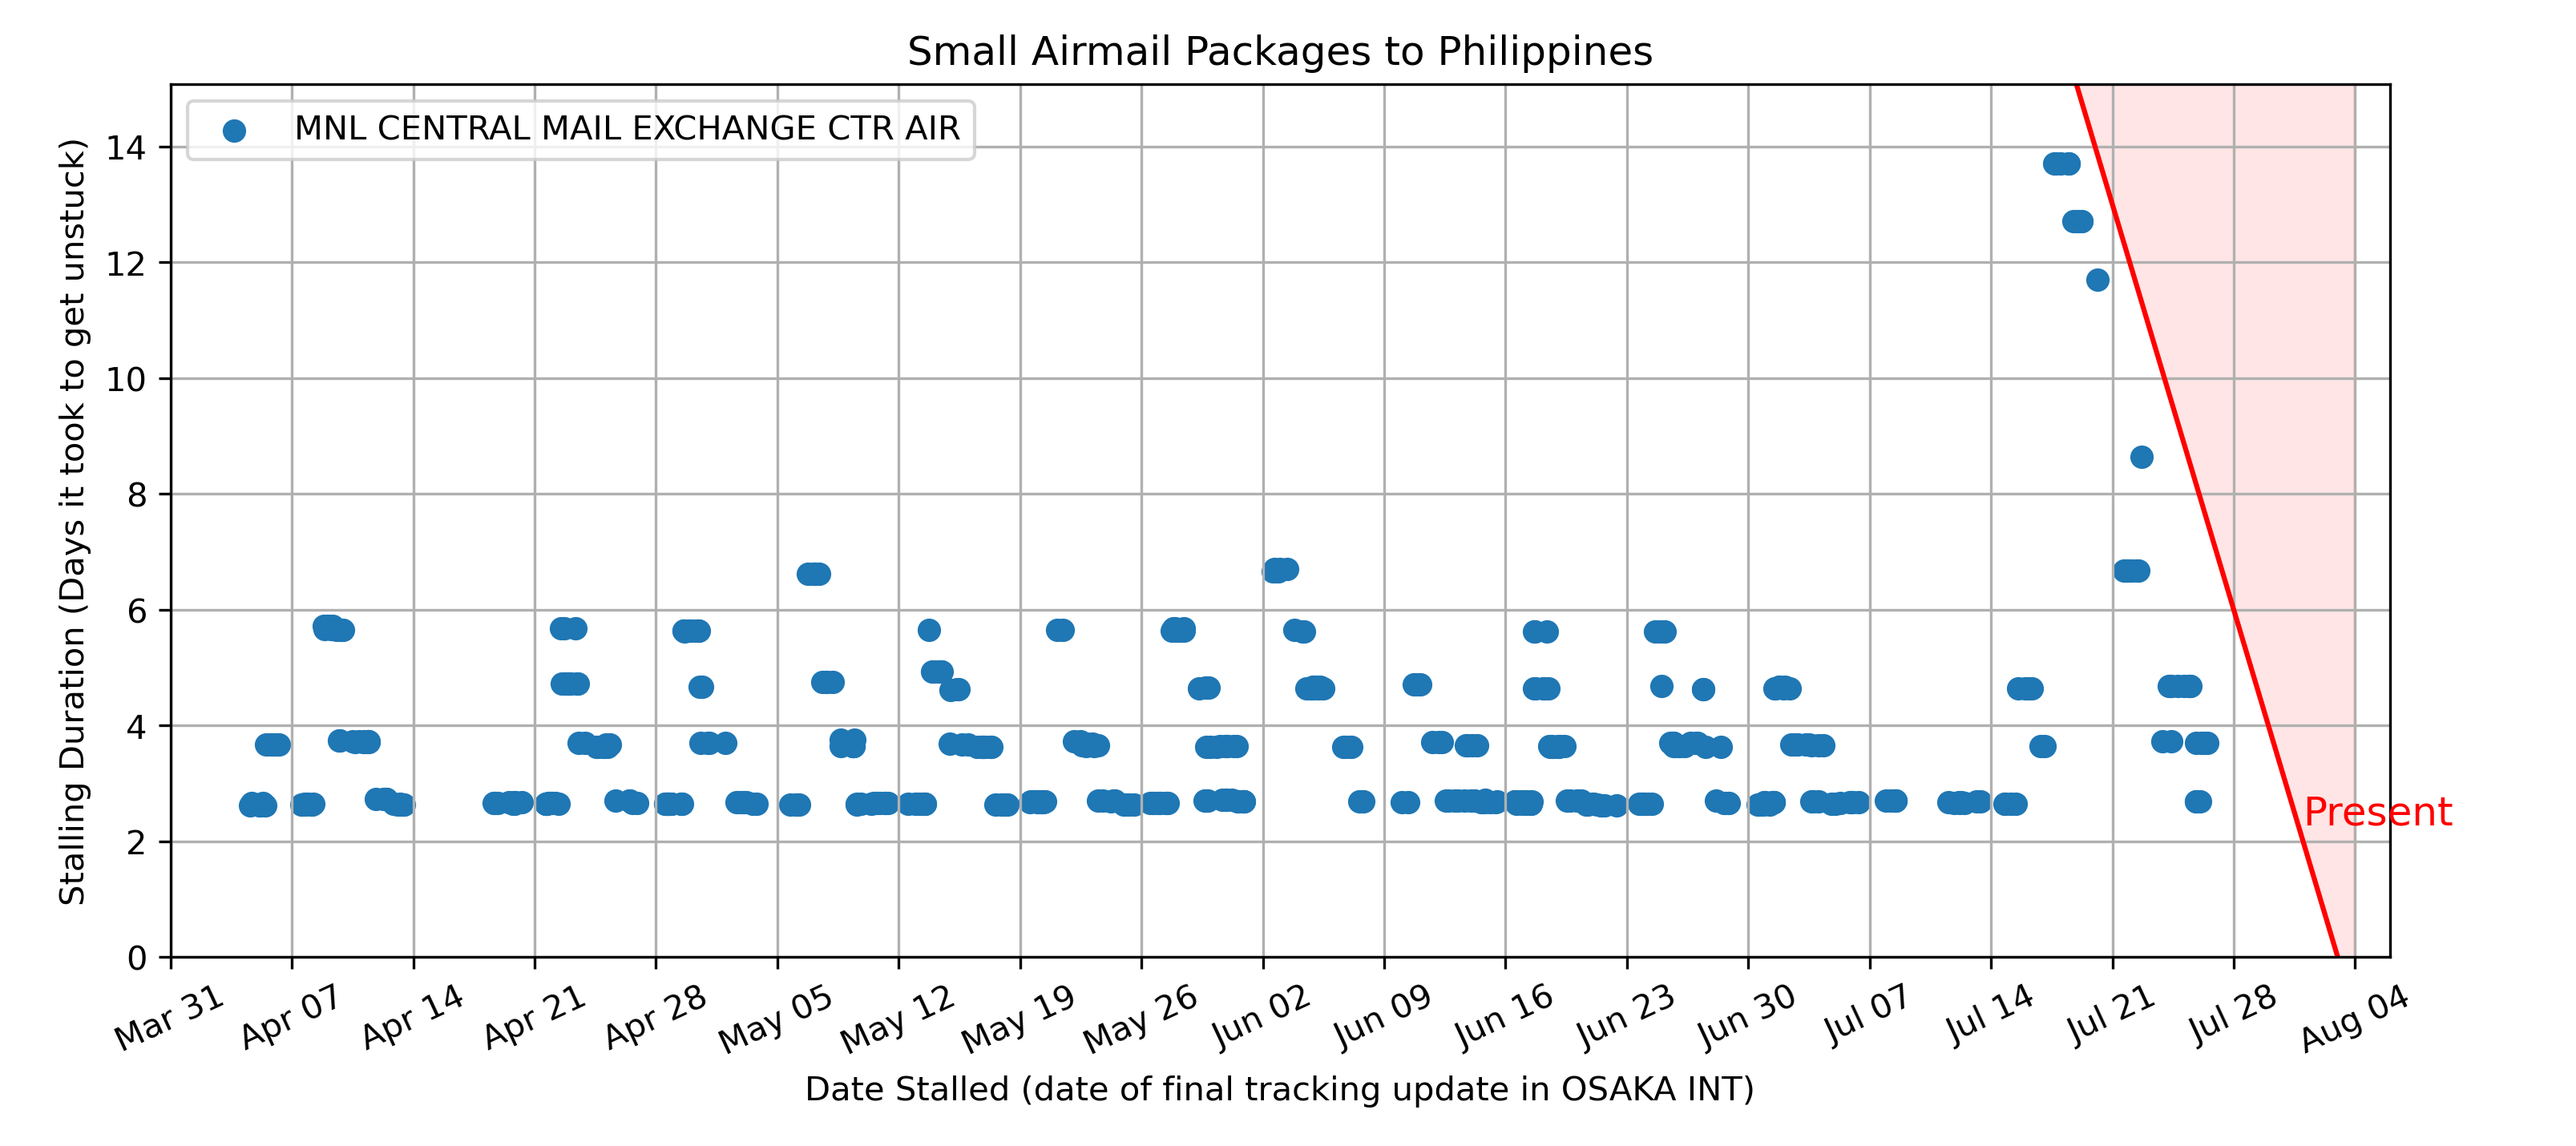 Small Airmail Packages to Philippines
MNL CENTRAL MAIL EXCHANGE CTR AIR
Stalling Duration (Days it took to get unstuck)
14
12
10
8
6
4
2
0
Present
Mar 31
Apr 07
Apr 14
Apr 21
Apr 28
May 05
May 12
May 19
May 26
Jun 02
Jun 09
Jun 16
Jun 23
Jun 30
Jul 07
Jul 14
Jul 21
Jul 28
Aug 04
Date Stalled (date of final tracking update in OSAKA INT)